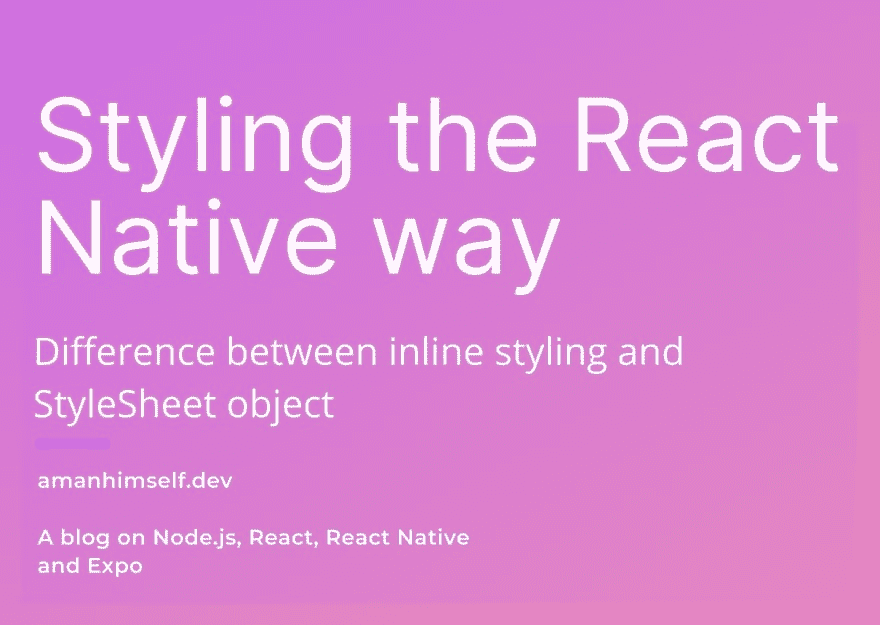 Styling the React
Native way
Difference between inline styling and
StyleSheet object
amanhimself.dev
A blog on Node.js, React, React Native
and Expo